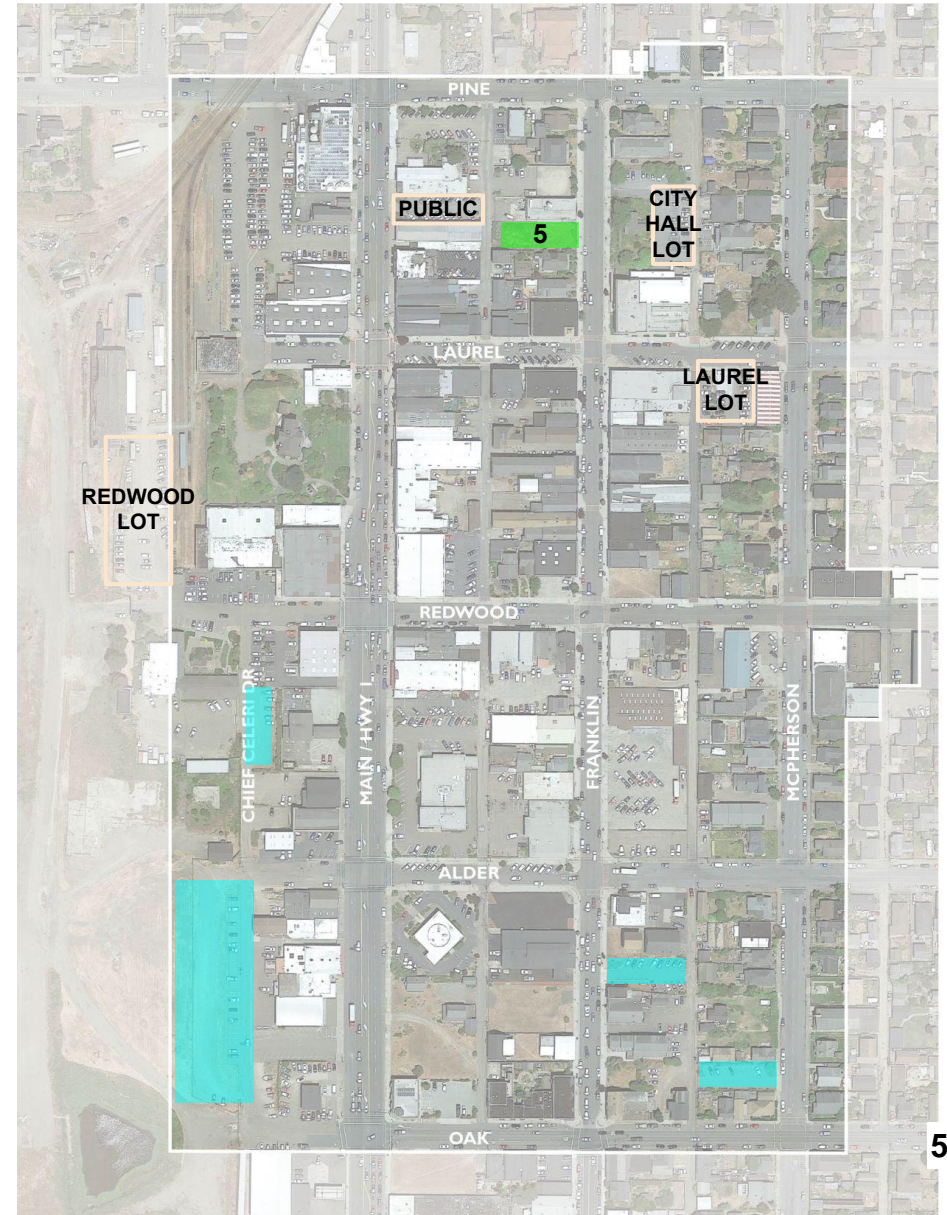 PINE
PUBLIC
CITY
HALL
LOT
5
LAUREL
LAUREL
LOT
REDWOOD
LOT
REDWOOD
CHIEF CELERI DR
MAIN / HWY 1
FRANKLIN
MCPHERSON
ALDER
OAK
5